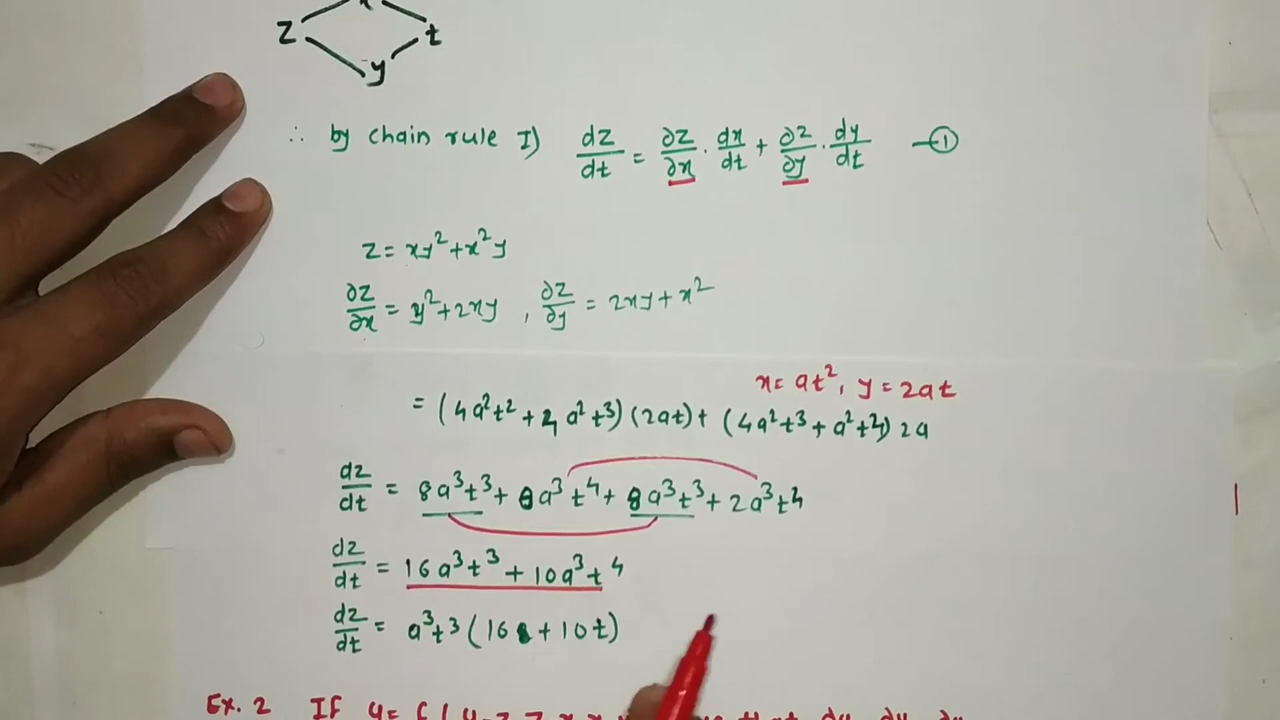 Z t
y
∴ by chain rule I) dz/dt = ∂z/∂x · dx/dt + ∂z/∂y · dy/dt —①
z = xy² + x²y
∂z/∂x = y² + 2xy , ∂z/∂y = 2xy + x²
x = at², y = 2at
= (4a²t² + 4a²t³)(2at) + (4a²t³ + a²t⁴) 2a
dz/dt = 8a³t³ + 8a³t⁴ + 8a³t³ + 2a³t⁴
dz/dt = 16a³t³ + 10a³t⁴
dz/dt = a³t³(16 + 10t)
Ex. 2 If